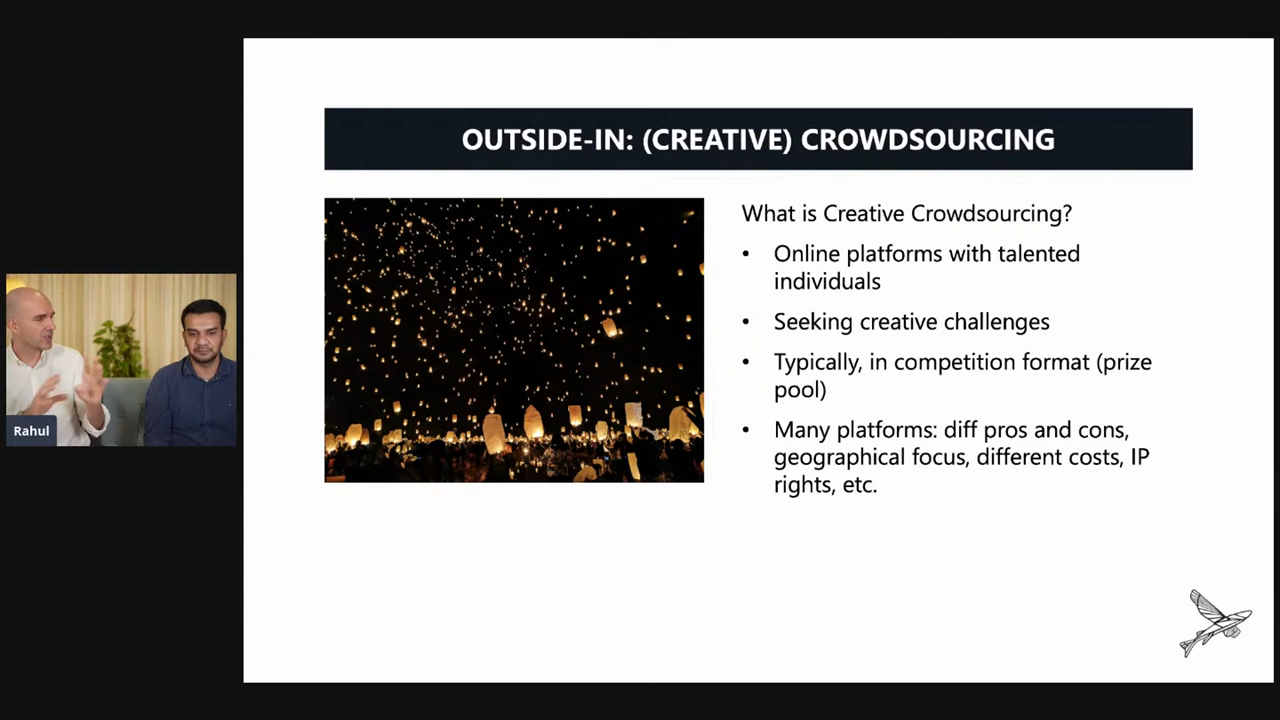 OUTSIDE-IN: (CREATIVE) CROWDSOURCING
What is Creative Crowdsourcing?
• Online platforms with talented
individuals
• Seeking creative challenges
• Typically, in competition format (prize
pool)
• Many platforms: diff pros and cons,
geographical focus, different costs, IP
rights, etc.
Rahul